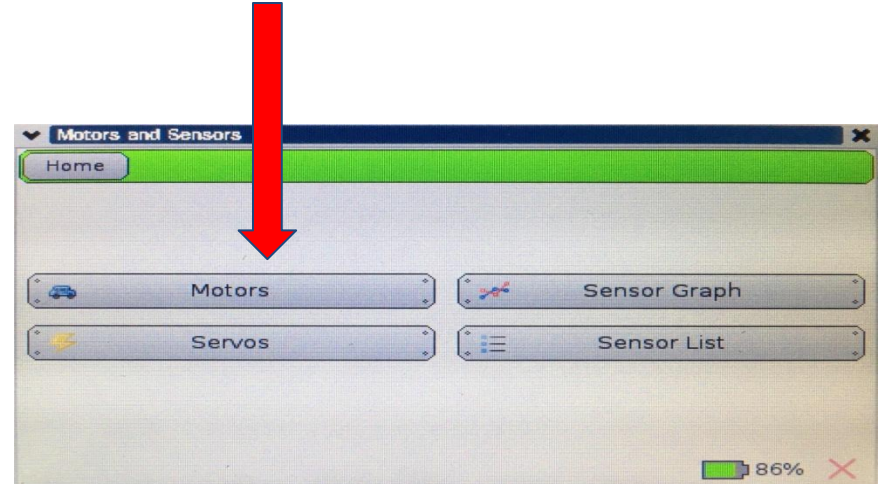 Motors and Sensors
Home
Motors
Sensor Graph
Servos
Sensor List
86%